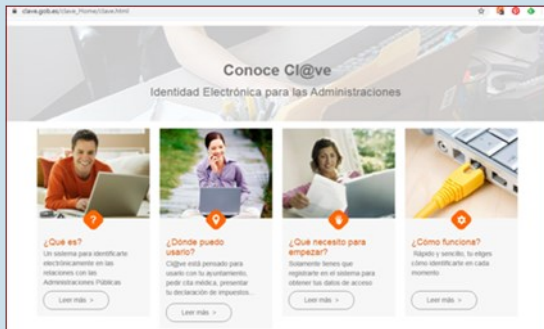 clave.gob.es/clave_Home/clave.html
Conoce Cl@ve
Identidad Electrónica para las Administraciones
¿Qué es?
Un sistema para identificarte
electrónicamente en las
relaciones con las
Administraciones Públicas
Leer más >
¿Dónde puedo
usarlo?
Cl@ve está pensado para
usarlo con tu ayuntamiento,
pedir cita médica, presentar
tu declaración de impuestos...
Leer más >
¿Qué necesito para
empezar?
Solamente tienes que
registrarte en el sistema para
obtener tus datos de acceso
Leer más >
¿Cómo funciona?
Rápido y sencillo, tu eliges
cómo identificarte en cada
momento
Leer más >